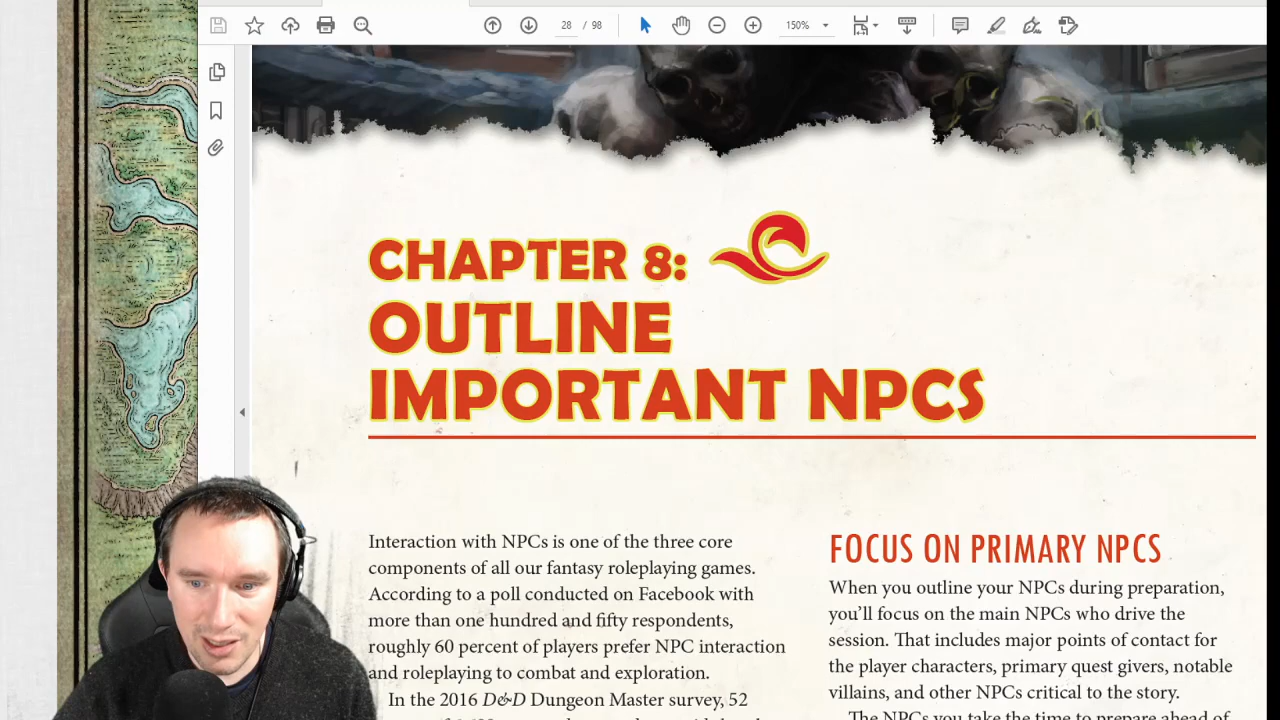 28 / 98
150%
CHAPTER 8:
OUTLINE
IMPORTANT NPCS
Interaction with NPCs is one of the three core
components of all our fantasy roleplaying games.
According to a poll conducted on Facebook with
more than one hundred and fifty respondents,
roughly 60 percent of players prefer NPC interaction
and roleplaying to combat and exploration.
In the 2016 D&D Dungeon Master survey, 52
FOCUS ON PRIMARY NPCS
When you outline your NPCs during preparation,
you'll focus on the main NPCs who drive the
session. That includes major points of contact for
the player characters, primary quest givers, notable
villains, and other NPCs critical to the story.
The NPCs you take the time to prepare ahead of